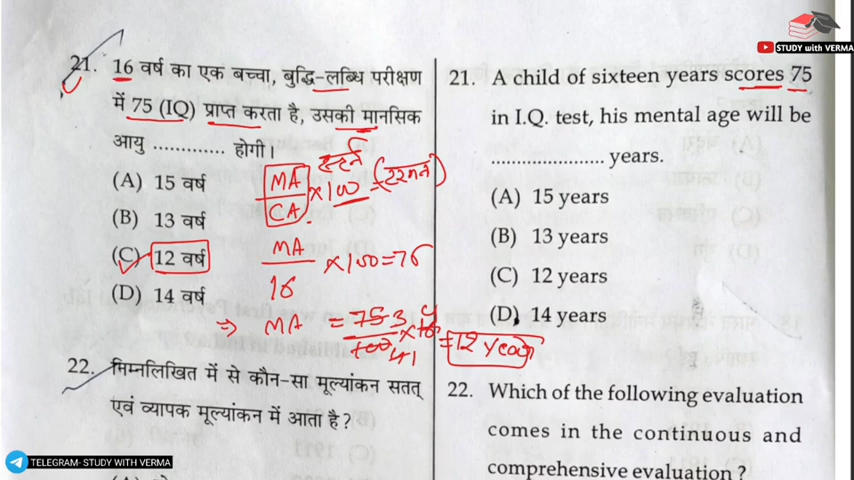 STUDY with VERMA
21. 16 वर्ष का एक बच्चा, बुद्धि-लब्धि परीक्षण
में 75 (IQ) प्राप्त करता है, उसकी मानसिक
आयु ............. होगी।
(A) 15 वर्ष
(B) 13 वर्ष
(C) 12 वर्ष
(D) 14 वर्ष
MA
CA
×100
MA
16
×100=75
⇒ MA = 75 3
100
= 12 years
22. निम्नलिखित में से कौन-सा मूल्यांकन सतत्
एवं व्यापक मूल्यांकन में आता है?
21. A child of sixteen years scores 75
in I.Q. test, his mental age will be
..................... years.
(A) 15 years
(B) 13 years
(C) 12 years
(D) 14 years
22. Which of the following evaluation
comes in the continuous and
comprehensive evaluation ?
TELEGRAM- STUDY WITH VERMA